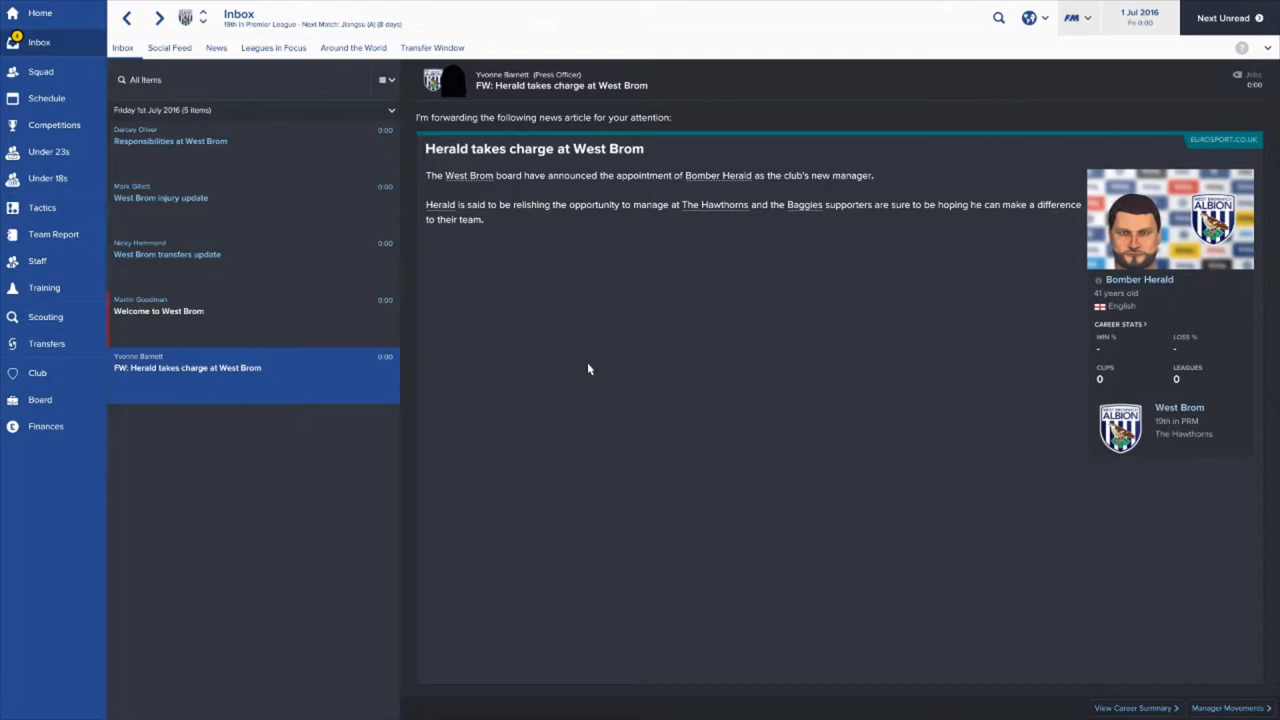 Home
4
Inbox
Squad
Schedule
Competitions
Under 23s
Under 18s
Tactics
Team Report
Staff
Training
Scouting
Transfers
Club
Board
Finances
Inbox
19th in Premier League - Next Match: Jiangsu (A) (8 days)
FM
1 Jul 2016
Fri 0:00
Next Unread
Inbox Social Feed News Leagues in Focus Around the World Transfer Window
?
All Items
Friday 1st July 2016 (5 items)
Darcey Oliver 0:00
Responsibilities at West Brom
Mark Gillett 0:00
West Brom injury update
Nicky Hammond 0:00
West Brom transfers update
Martin Goodman 0:00
Welcome to West Brom
Yvonne Barnett 0:00
FW: Herald takes charge at West Brom
Yvonne Barnett (Press Officer)
FW: Herald takes charge at West Brom
Jobs
0:00
I'm forwarding the following news article for your attention:
EUROSPORT.CO.UK
Herald takes charge at West Brom
The West Brom board have announced the appointment of Bomber Herald as the club's new manager.
Herald is said to be relishing the opportunity to manage at The Hawthorns and the Baggies supporters are sure to be hoping he can make a difference
to their team.
ALBION
Bomber Herald
41 years old
English
CAREER STATS >
WIN % LOSS %
- -
CUPS LEAGUES
0 0
ALBION
West Brom
19th in PRM
The Hawthorns
View Career Summary > Manager Movements >